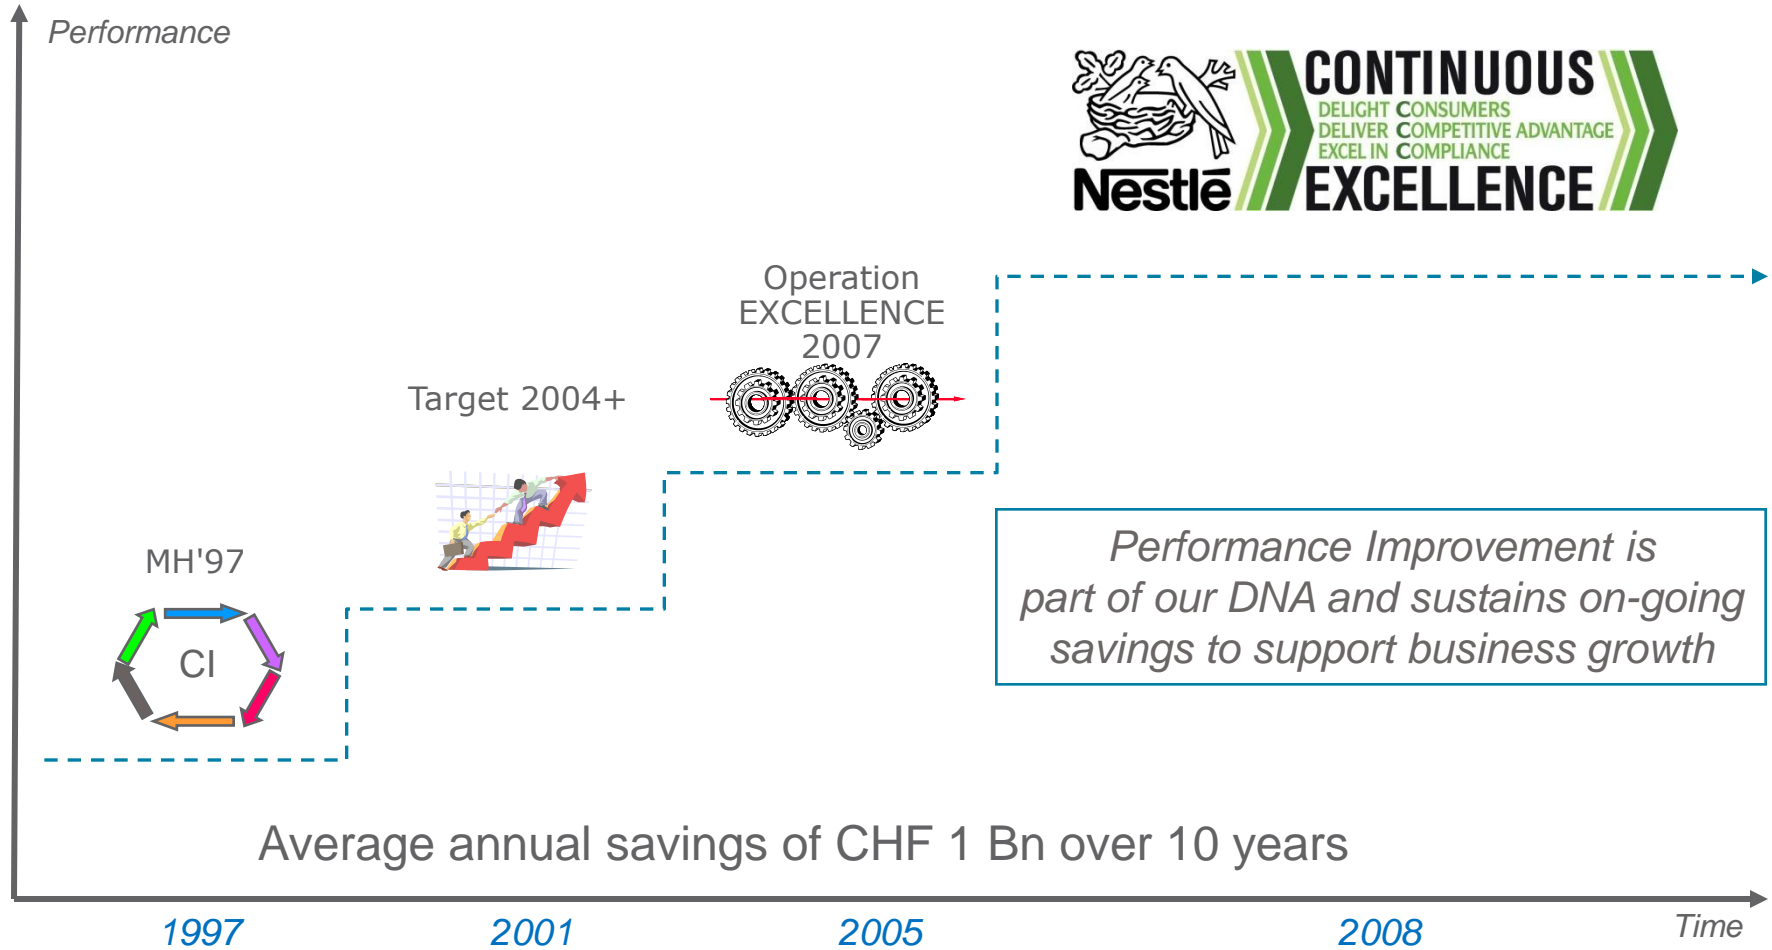 Performance
CONTINUOUS
DELIGHT CONSUMERS
DELIVER COMPETITIVE ADVANTAGE
EXCEL IN COMPLIANCE
EXCELLENCE
Nestlé
Operation
EXCELLENCE
2007
Target 2004+
MH'97
CI
Performance Improvement is
part of our DNA and sustains on-going
savings to support business growth
Average annual savings of CHF 1 Bn over 10 years
1997
2001
2005
2008
Time